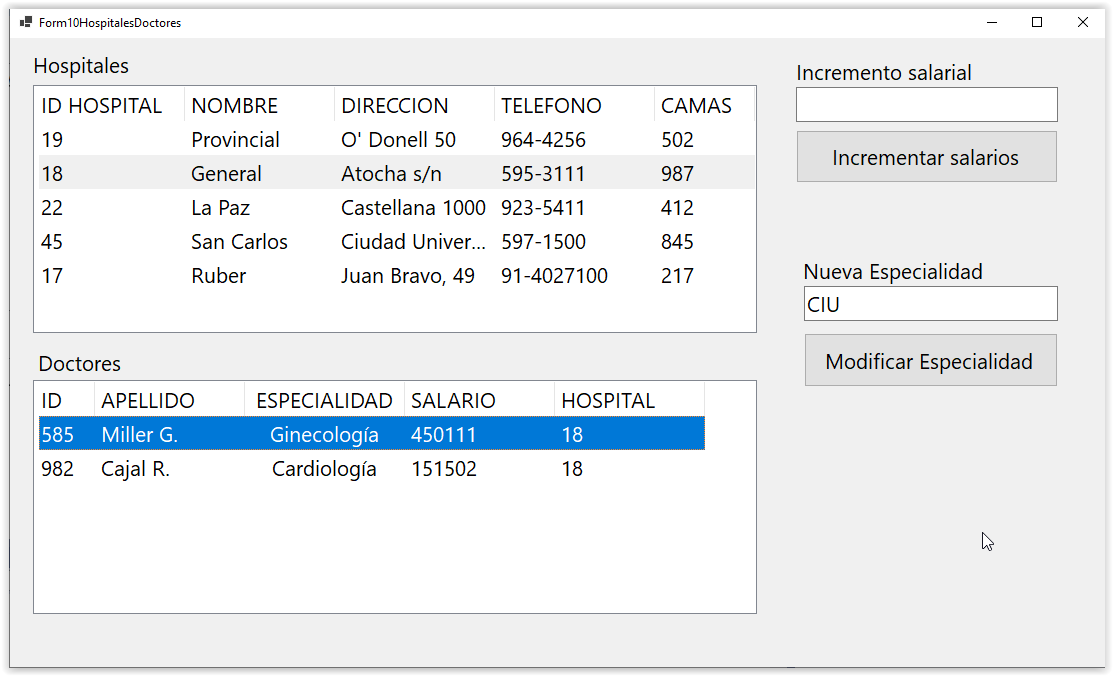 Form10HospitalesDoctores
Hospitales
ID HOSPITAL NOMBRE DIRECCION TELEFONO CAMAS
19 Provincial O' Donell 50 964-4256 502
18 General Atocha s/n 595-3111 987
22 La Paz Castellana 1000 923-5411 412
45 San Carlos Ciudad Univer... 597-1500 845
17 Ruber Juan Bravo, 49 91-4027100 217
Incremento salarial
Incrementar salarios
Nueva Especialidad
CIU
Modificar Especialidad
Doctores
ID APELLIDO ESPECIALIDAD SALARIO HOSPITAL
585 Miller G. Ginecología 450111 18
982 Cajal R. Cardiología 151502 18